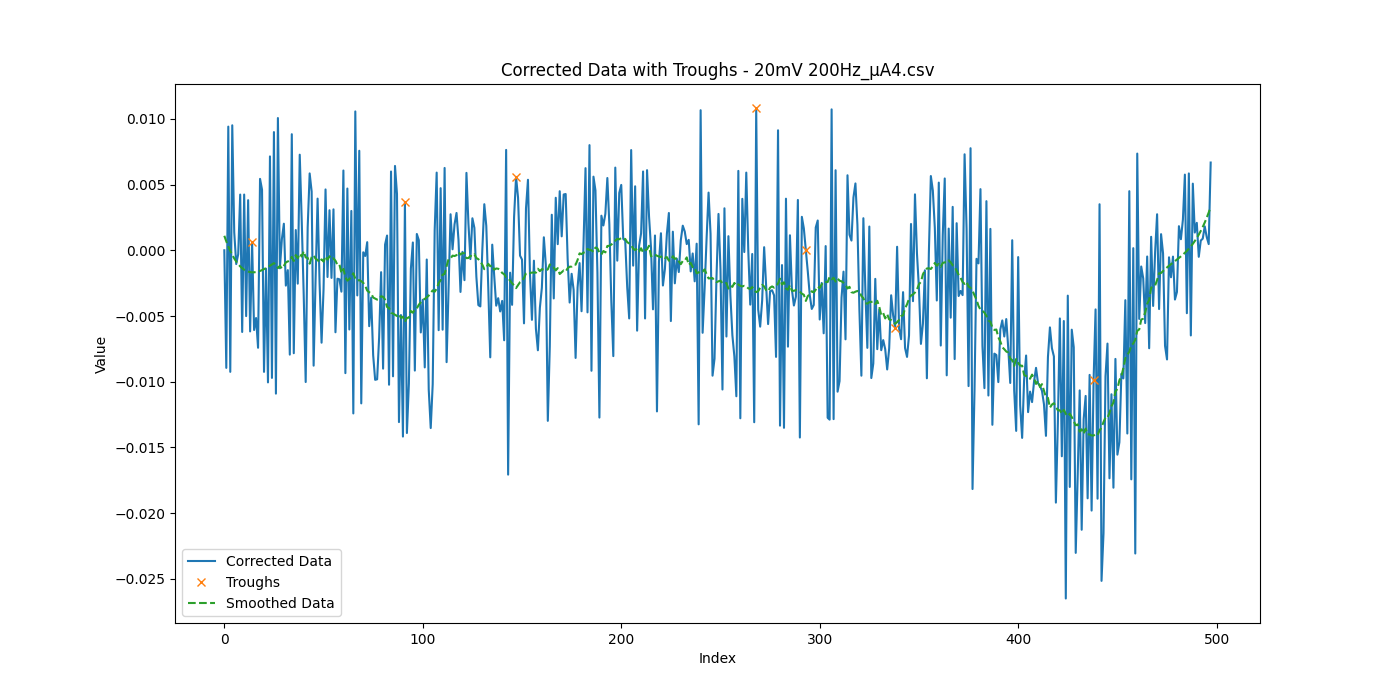 Corrected Data with Troughs - 20mV 200Hz_μA4.csv
0.010
0.005
0.000
−0.005
−0.010
−0.015
−0.020
−0.025
Value
Corrected Data
Troughs
Smoothed Data
0 100 200 300 400 500
Index